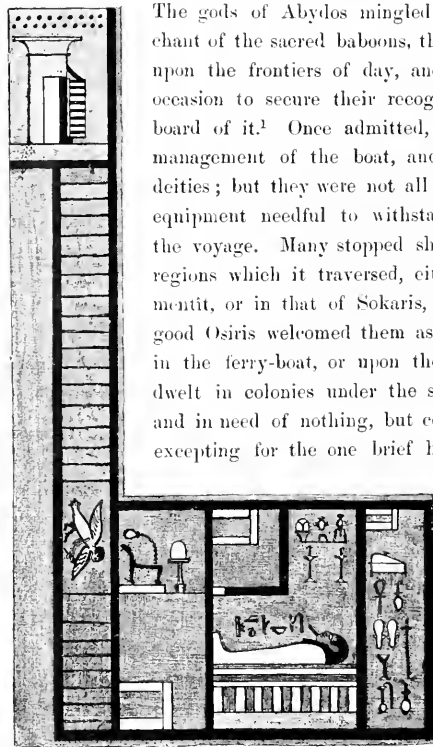 The gods of Abydos mingled
chant of the sacred baboons, th
upon the frontiers of day, and
occasion to secure their recog
board of it.¹ Once admitted,
management of the boat, and
deities ; but they were not all
equipment needful to withsta
the voyage. Many stopped sh
regions which it traversed, eit
mentit, or in that of Sokaris,
good Osiris welcomed them as
in the ferry-boat, or upon the
dwelt in colonies under the s
and in need of nothing, but c
excepting for the one brief h